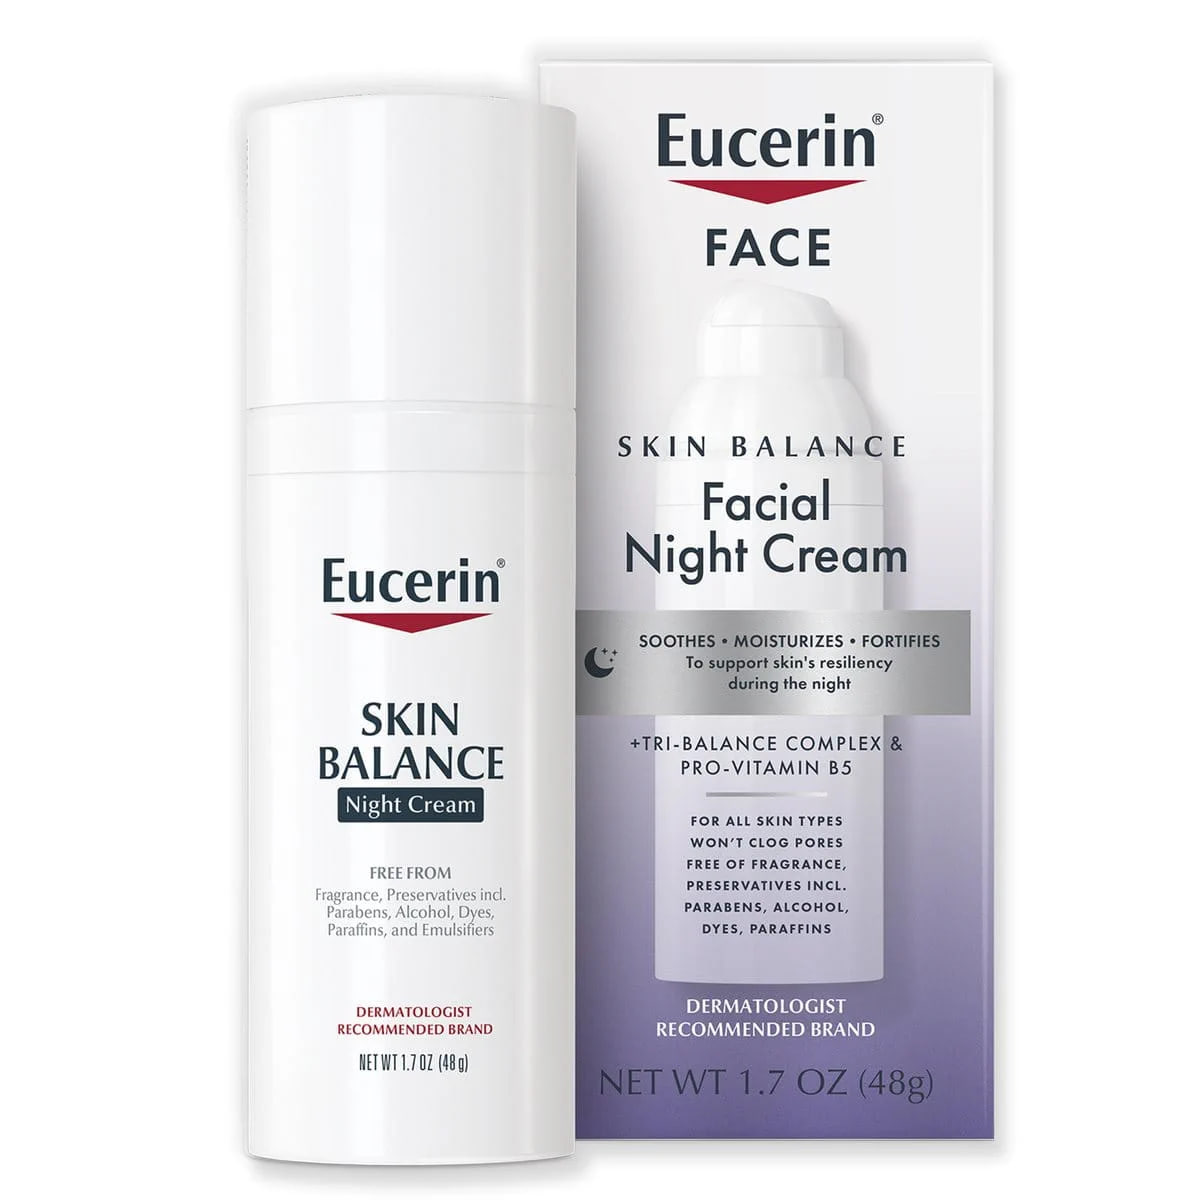 Eucerin®
SKIN
BALANCE
Night Cream
FREE FROM
Fragrance, Preservatives incl.
Parabens, Alcohol, Dyes,
Paraffins, and Emulsifiers
DERMATOLOGIST
RECOMMENDED BRAND
NET WT 1.7 OZ (48 g)
Eucerin®
FACE
SKIN BALANCE
Facial
Night Cream
SOOTHES • MOISTURIZES • FORTIFIES
To support skin's resiliency
during the night
+TRI-BALANCE COMPLEX &
PRO-VITAMIN B5
FOR ALL SKIN TYPES
WON'T CLOG PORES
FREE OF FRAGRANCE,
PRESERVATIVES INCL.
PARABENS, ALCOHOL,
DYES, PARAFFINS
DERMATOLOGIST
RECOMMENDED BRAND
NET WT 1.7 OZ (48g)